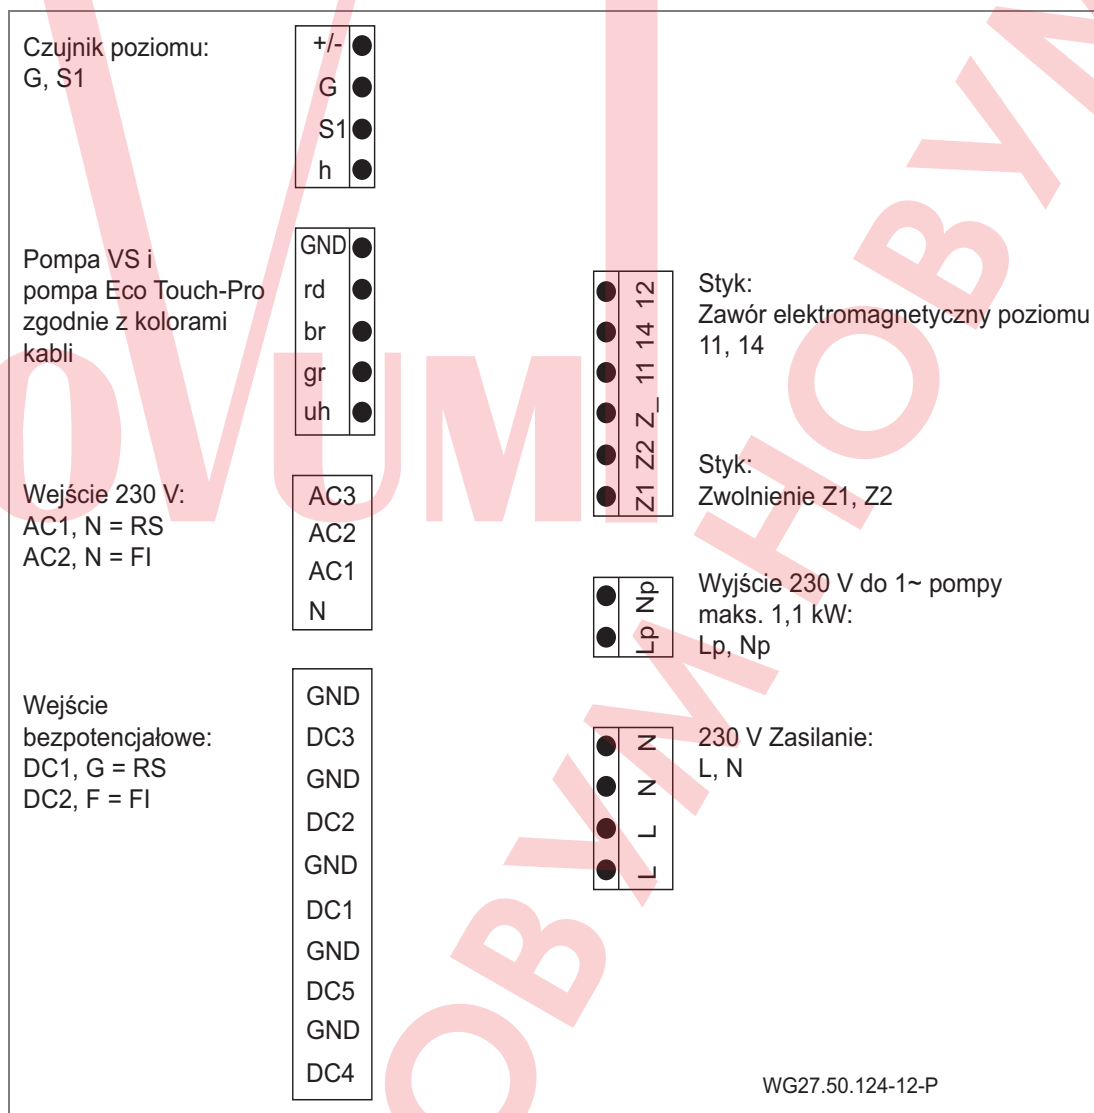 Czujnik poziomu:
G, S1
+/-
G
S1
h
Pompa VS i
pompa Eco Touch-Pro
zgodnie z kolorami
kabli
GND
rd
br
gr
uh
Wejście 230 V:
AC1, N = RS
AC2, N = FI
AC3
AC2
AC1
N
Wejście
bezpotencjałowe:
DC1, G = RS
DC2, F = FI
GND
DC3
GND
DC2
GND
DC1
GND
DC5
GND
DC4
Z1 Z2 Z_ 11 14 12
Styk:
Zawór elektromagnetyczny poziomu
11, 14
Styk:
Zwolnienie Z1, Z2
Lp Np
Wyjście 230 V do 1~ pompy
maks. 1,1 kW:
Lp, Np
L L N N
230 V Zasilanie:
L, N
WG27.50.124-12-P
OVUMI
НОВУМ НОВУМ